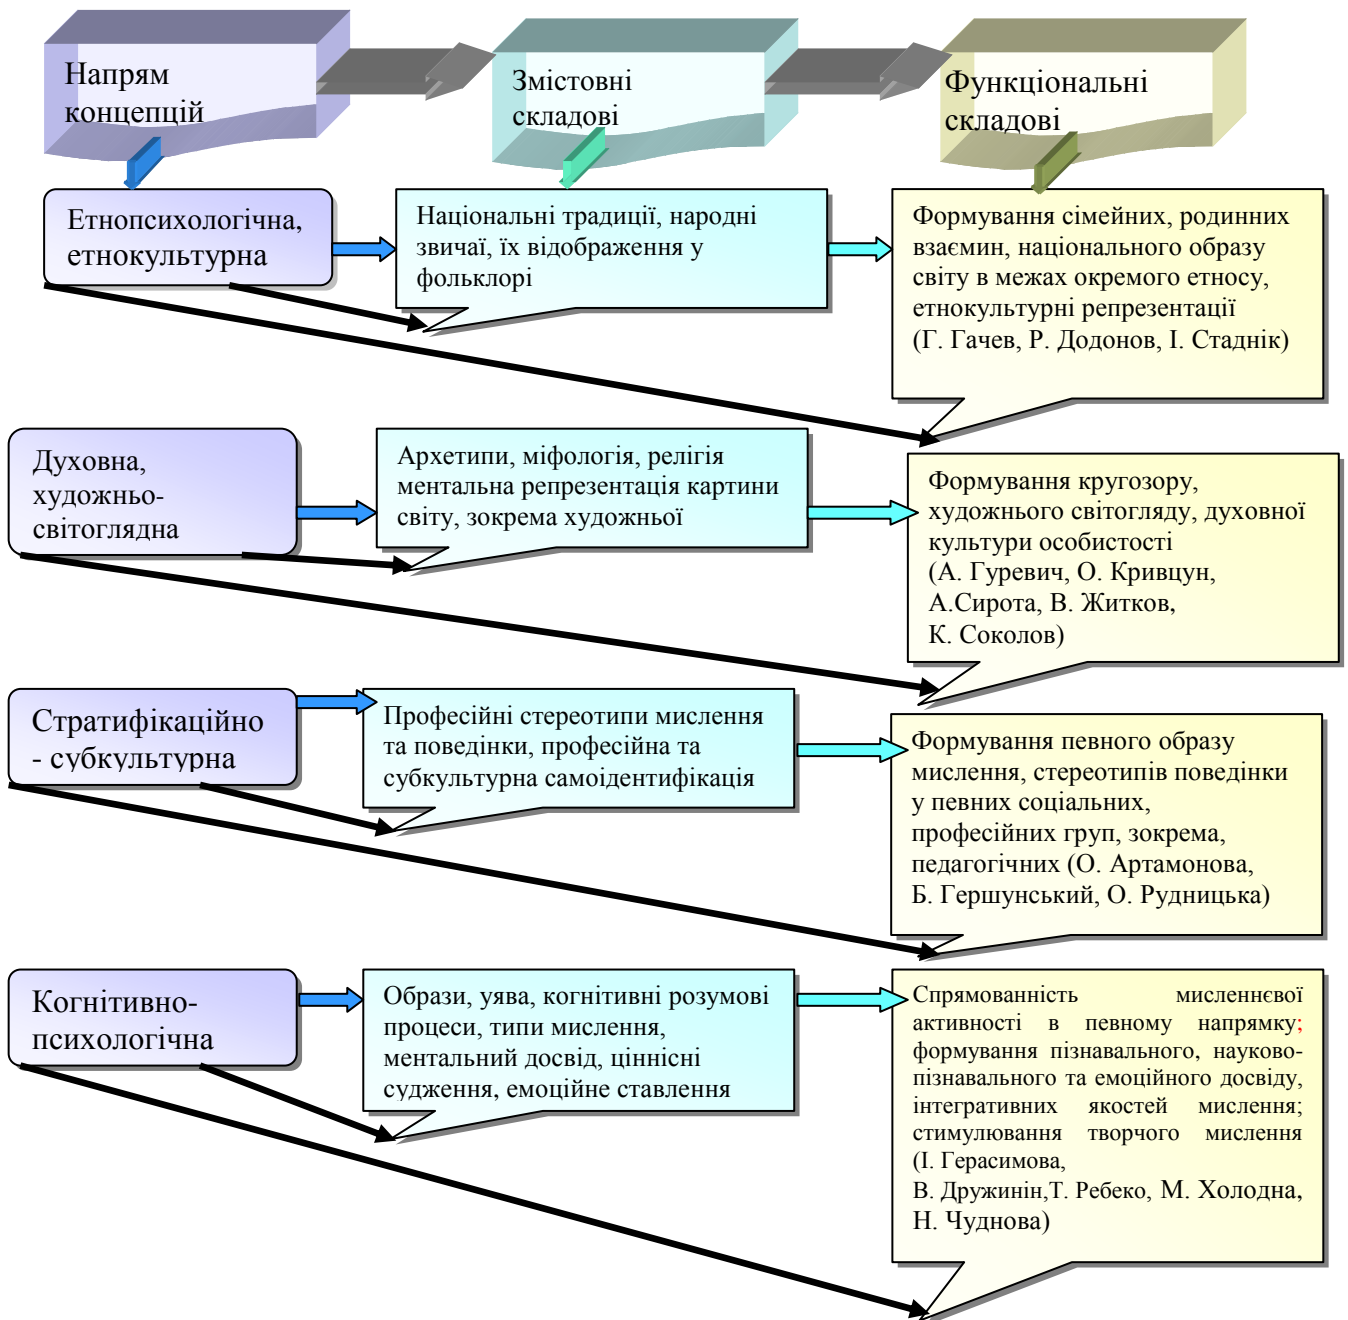 Напрям
концепцій
Змістовні
складові
Функціональні
складові
Етнопсихологічна,
етнокультурна
Національні традиції, народні
звичаї, їх відображення у
фольклорі
Формування сімейних, родинних
взаємин, національного образу
світу в межах окремого етносу,
етнокультурні репрезентації
(Г. Гачев, Р. Додонов, І. Стаднік)
Духовна,
художньо-
світоглядна
Архетипи, міфологія, релігія
ментальна репрезентація картини
світу, зокрема художньої
Формування кругозору,
художнього світогляду, духовної
культури особистості
(А. Гуревич, О. Кривцун,
А.Сирота, В. Житков,
К. Соколов)
Стратифікаційно
- субкультурна
Професійні стереотипи мислення
та поведінки, професійна та
субкультурна самоідентифікація
Формування певного образу
мислення, стереотипів поведінки
у певних соціальних,
професійних груп, зокрема,
педагогічних (О. Артамонова,
Б. Гершунський, О. Рудницька)
Когнітивно-
психологічна
Образи, уява, когнітивні розумові
процеси, типи мислення,
ментальний досвід, ціннісні
судження, емоційне ставлення
Спрямованність мисленнєвої
активності в певному напрямку;
формування пізнавального, науково-
пізнавального та емоційного досвіду,
інтегративних якостей мислення;
стимулювання творчого мислення
(І. Герасимова,
В. Дружинін,Т. Ребеко, М. Холодна,
Н. Чуднова)